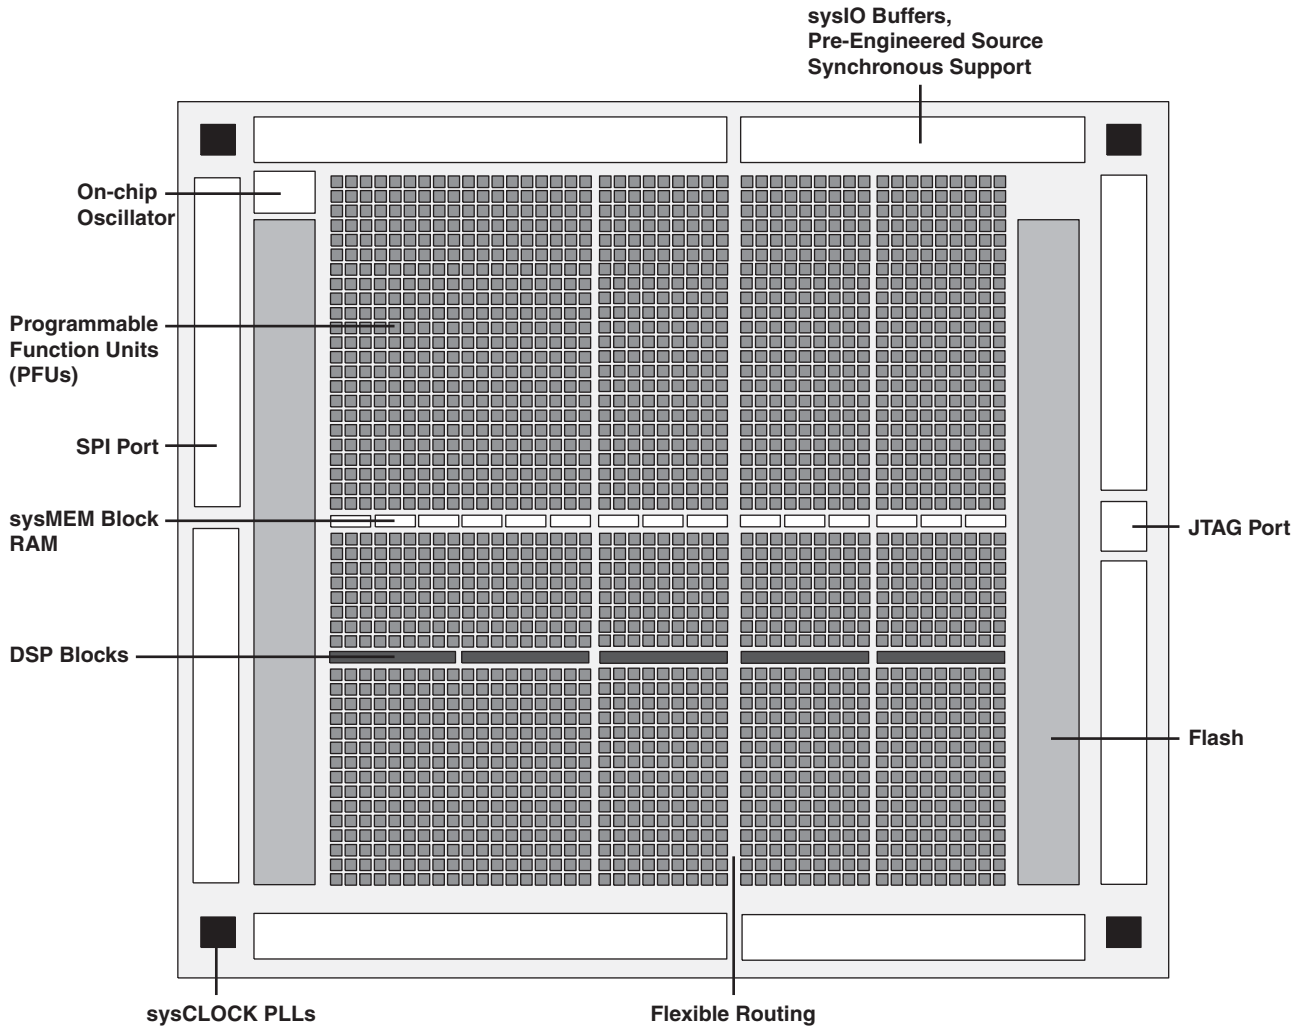 sysIO Buffers,
Pre-Engineered Source
Synchronous Support
On-chip
Oscillator
Programmable
Function Units
(PFUs)
SPI Port
sysMEM Block
RAM
JTAG Port
DSP Blocks
Flash
sysCLOCK PLLs
Flexible Routing